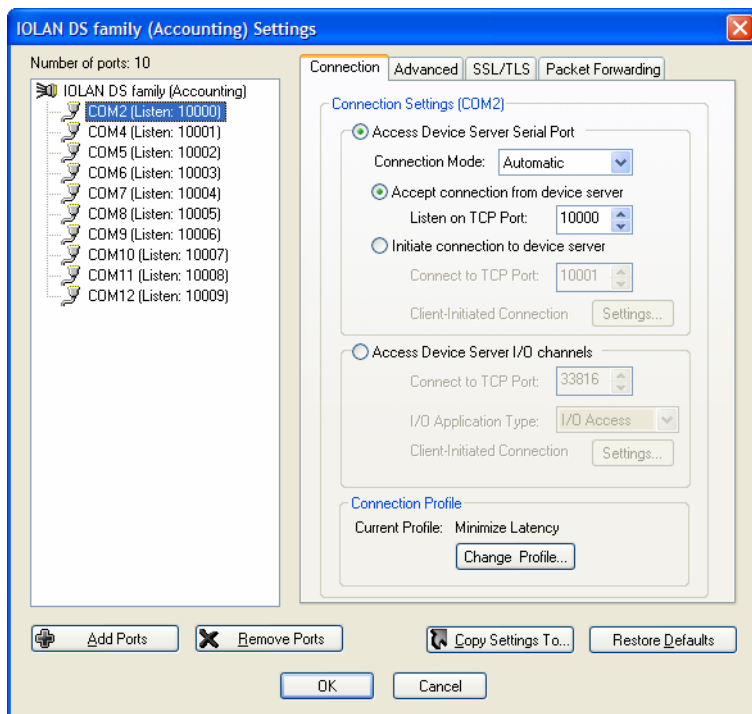 IOLAN DS family (Accounting) Settings
Number of ports: 10
IOLAN DS family (Accounting)
COM2 (Listen: 10000)
COM4 (Listen: 10001)
COM5 (Listen: 10002)
COM6 (Listen: 10003)
COM7 (Listen: 10004)
COM8 (Listen: 10005)
COM9 (Listen: 10006)
COM10 (Listen: 10007)
COM11 (Listen: 10008)
COM12 (Listen: 10009)
Connection Advanced SSL/TLS Packet Forwarding
Connection Settings (COM2)
Access Device Server Serial Port
Connection Mode: Automatic
Accept connection from device server
Listen on TCP Port: 10000
Initiate connection to device server
Connect to TCP Port: 10001
Client-Initiated Connection Settings...
Access Device Server I/O channels
Connect to TCP Port: 33816
I/O Application Type: I/O Access
Client-Initiated Connection Settings...
Connection Profile
Current Profile: Minimize Latency
Change Profile...
Add Ports Remove Ports Copy Settings To... Restore Defaults
OK Cancel